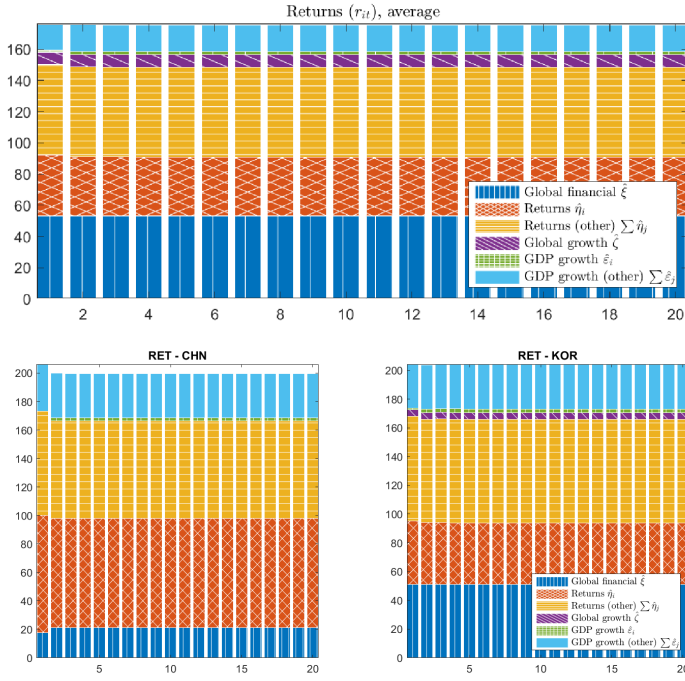 Returns (r_{it}), average
160
140
120
100
80
60
40
20
0
Global financial ξ̂
Returns η̂_i
Returns (other) ∑ η̂_j
Global growth ζ̂
GDP growth ε̂_i
GDP growth (other) ∑ ε̂_j
2 4 6 8 10 12 14 16 18 20
RET - CHN
200
180
160
140
120
100
80
60
40
20
0
5 10 15 20
RET - KOR
200
180
160
140
120
100
80
60
40
20
0
Global financial ξ̂
Returns η̂_i
Returns (other) ∑ η̂_j
Global growth ζ̂
GDP growth ε̂_i
GDP growth (other) ∑ ε̂_j
5 10 15 20